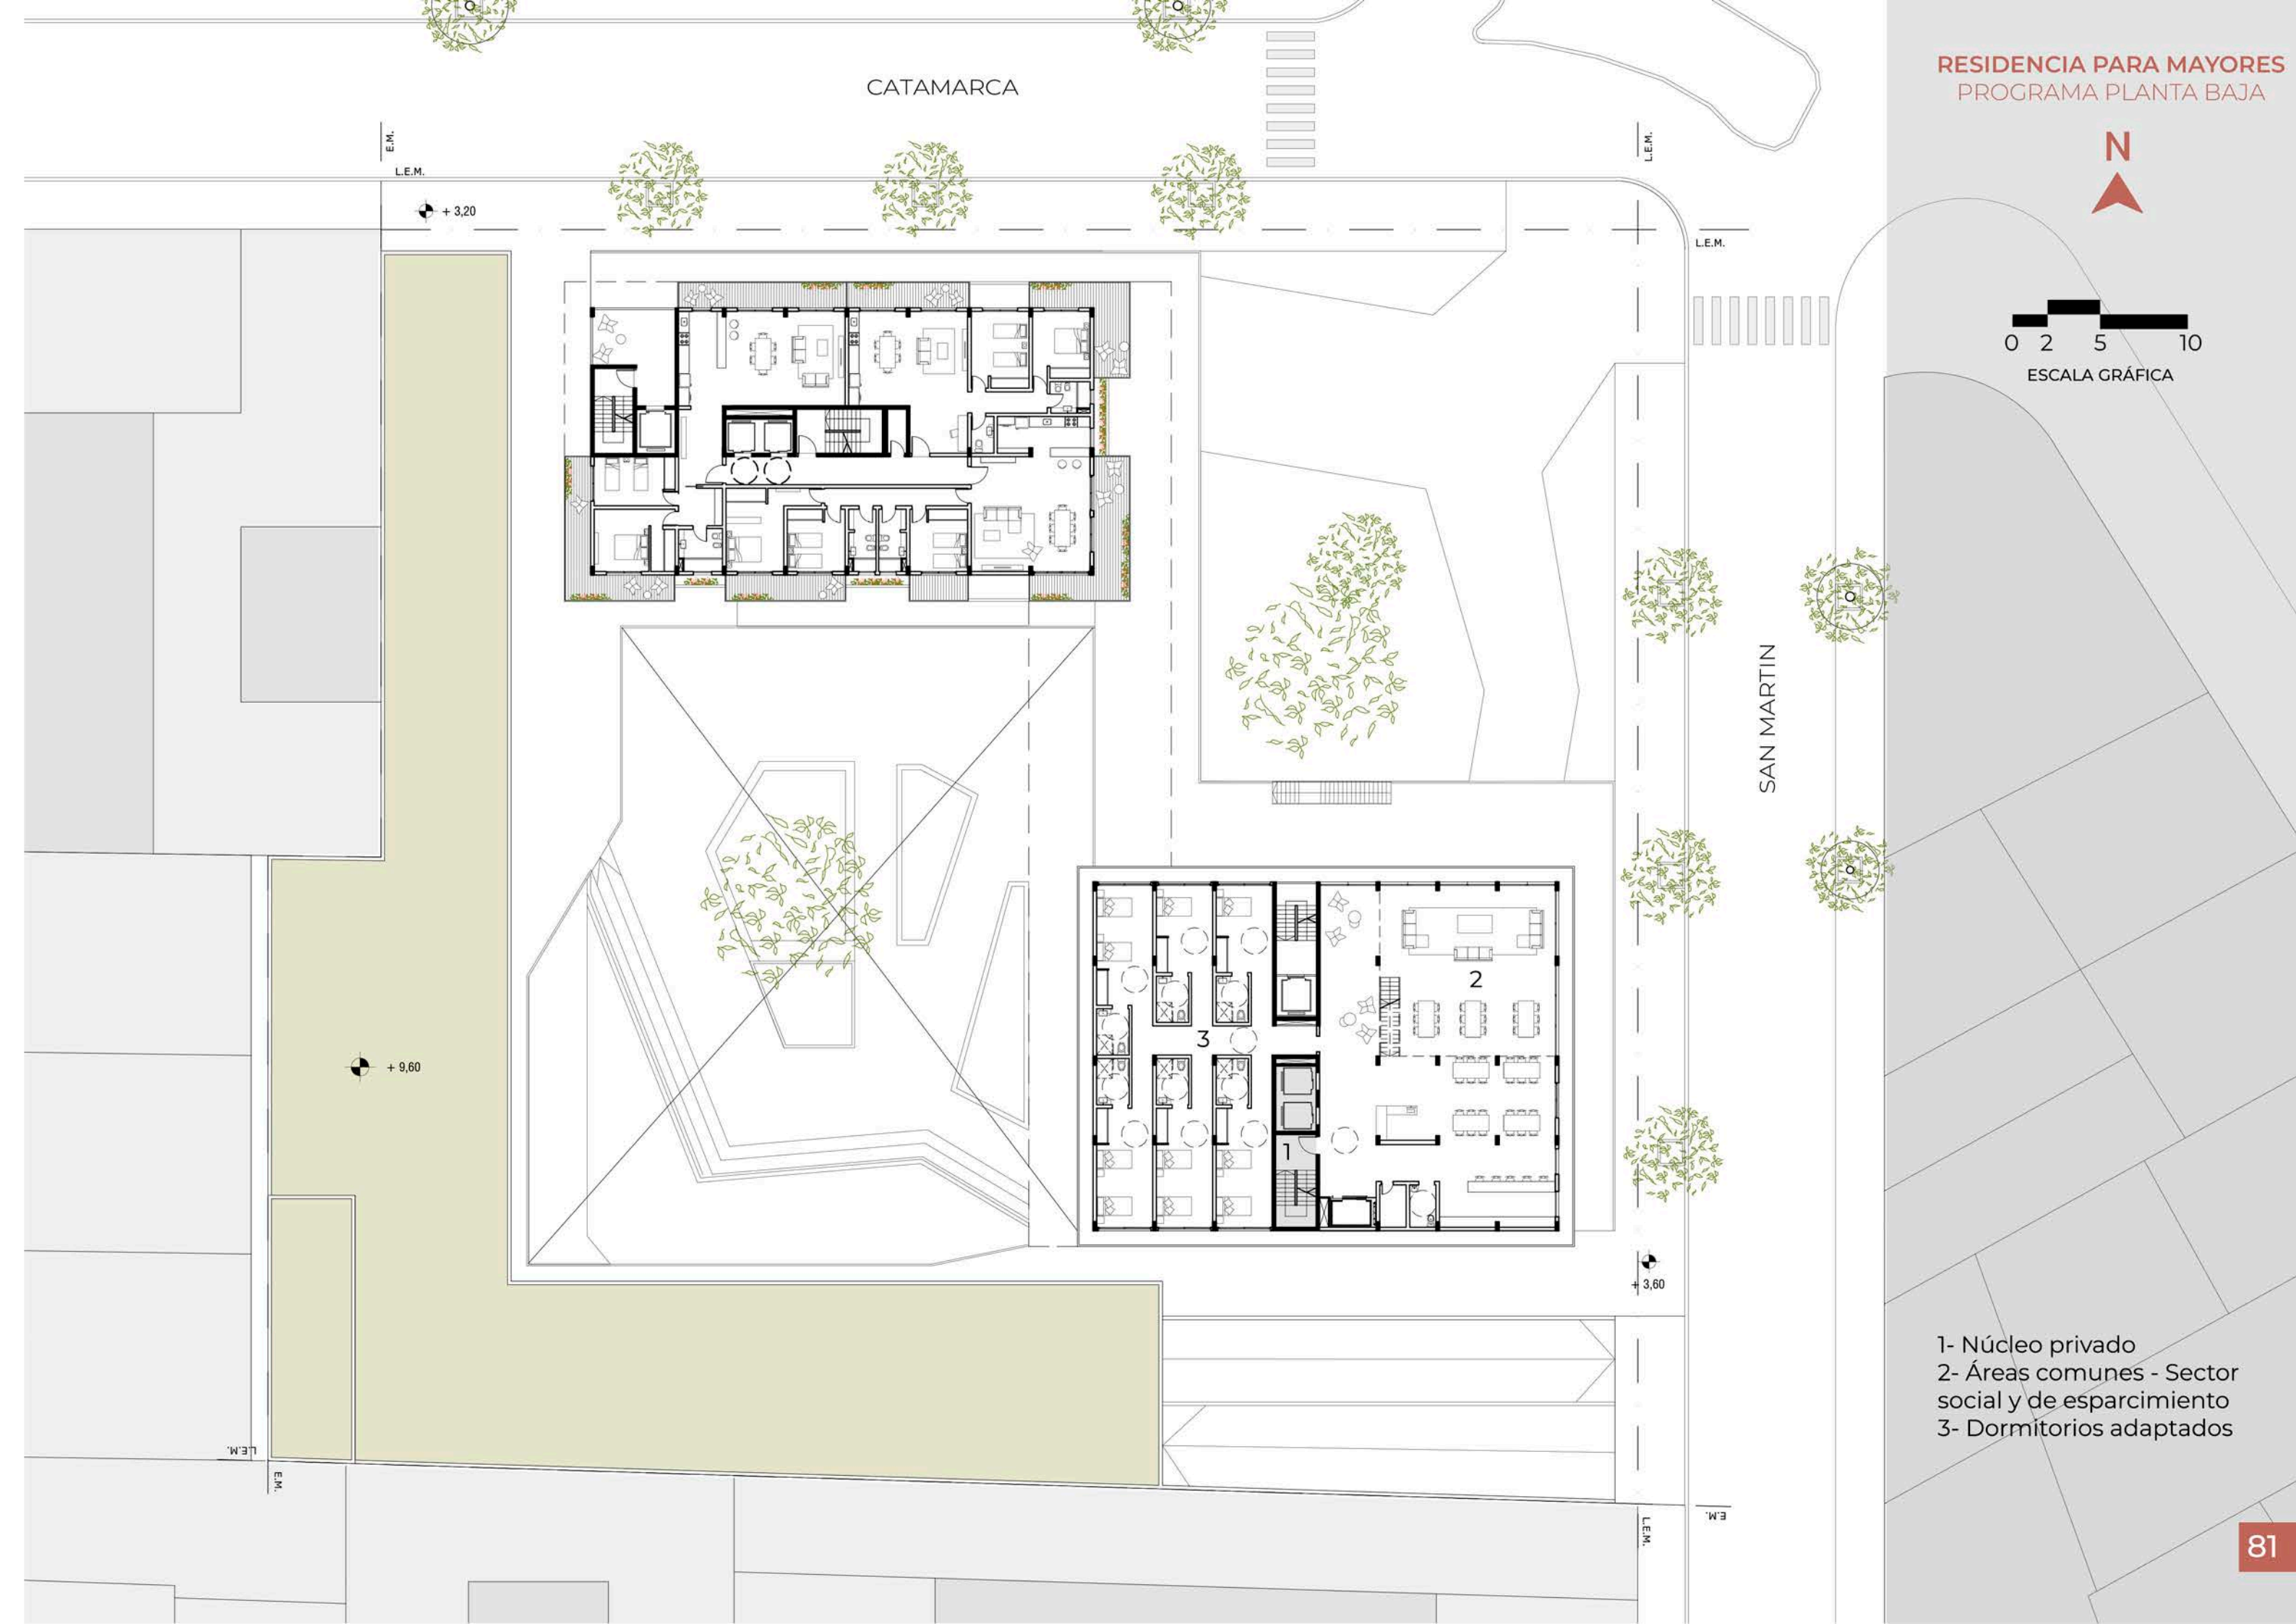 CATAMARCA
RESIDENCIA PARA MAYORES
PROGRAMA PLANTA BAJA
N
E.M.
L.E.M.
L.E.M.
+ 3,20
L.E.M.
0 2 5 10
ESCALA GRÁFICA
SAN MARTIN
2
3
+ 9,60
1
+ 3,60
1- Núcleo privado
2- Áreas comunes - Sector
social y de esparcimiento
3- Dormitorios adaptados
L.E.M.
E.M.
E.M.
L.E.M.
81